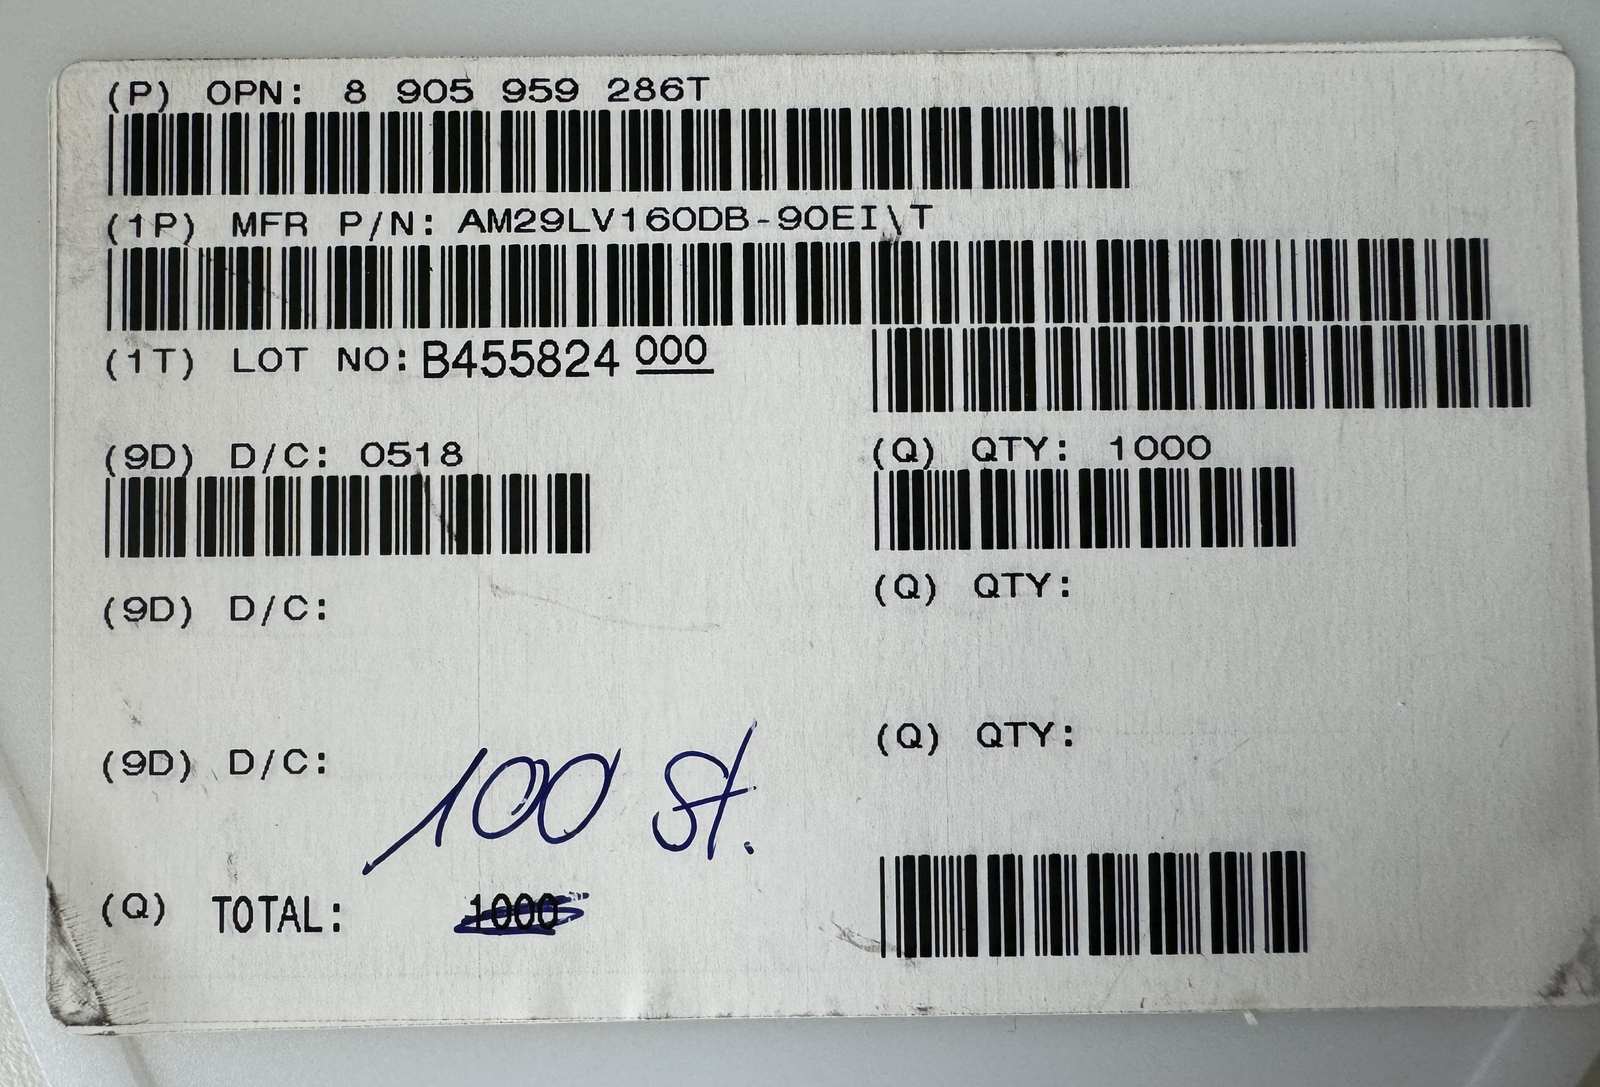 (P) OPN: 8 905 959 286T
(1P) MFR P/N: AM29LV160DB-90EI\T
(1T) LOT NO: B455824 000
(9D) D/C: 0518
(Q) QTY: 1000
(9D) D/C:
(Q) QTY:
(9D) D/C:
(Q) QTY:
100 St.
(Q) TOTAL: 1000